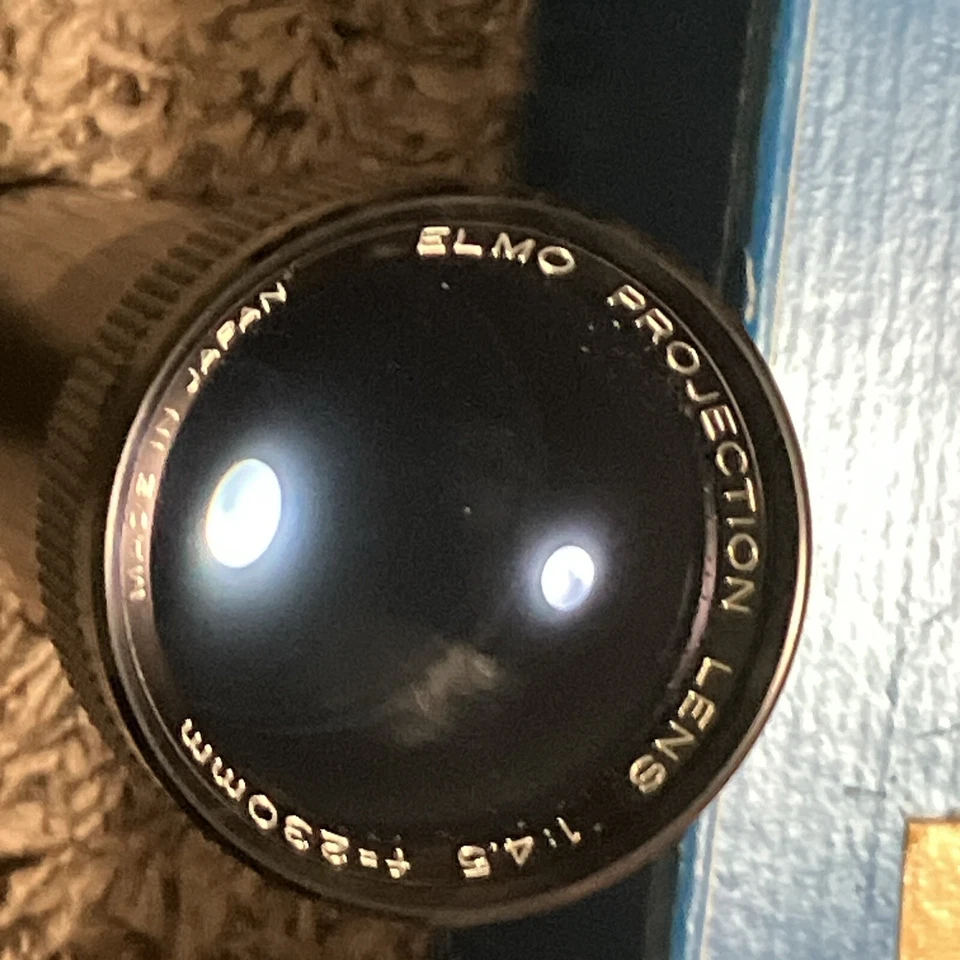 ELMO PROJECTION LENS
1:4.5 f=230mm
MADE IN JAPAN